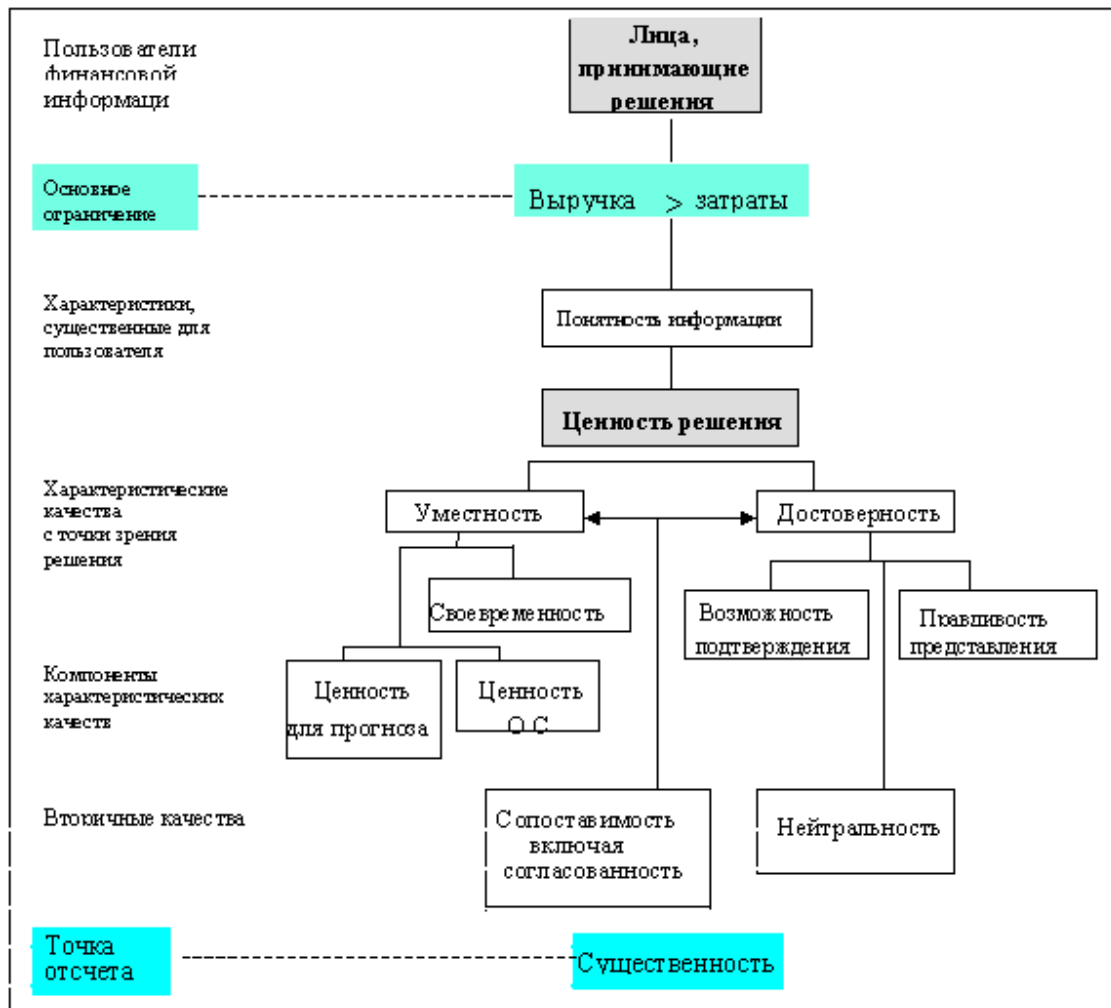 Пользователи
финансовой
информаци
Лица,
принимающие
решения
Основное
ограничение
Выручка > затраты
Характеристики,
существенные для
пользователя
Понятность информации
Ценность решения
Характеристические
качества
с точки зрения
решения
Уместность
Достоверность
Своевременность
Возможность
подтверждения
Правдивость
представления
Компоненты
характеристических
качеств
Ценность
для прогноза
Ценность
О С
Вторичные качества
Сопоставимость
включая
согласованность
Нейтральность
Точка
отсчета
Существенность